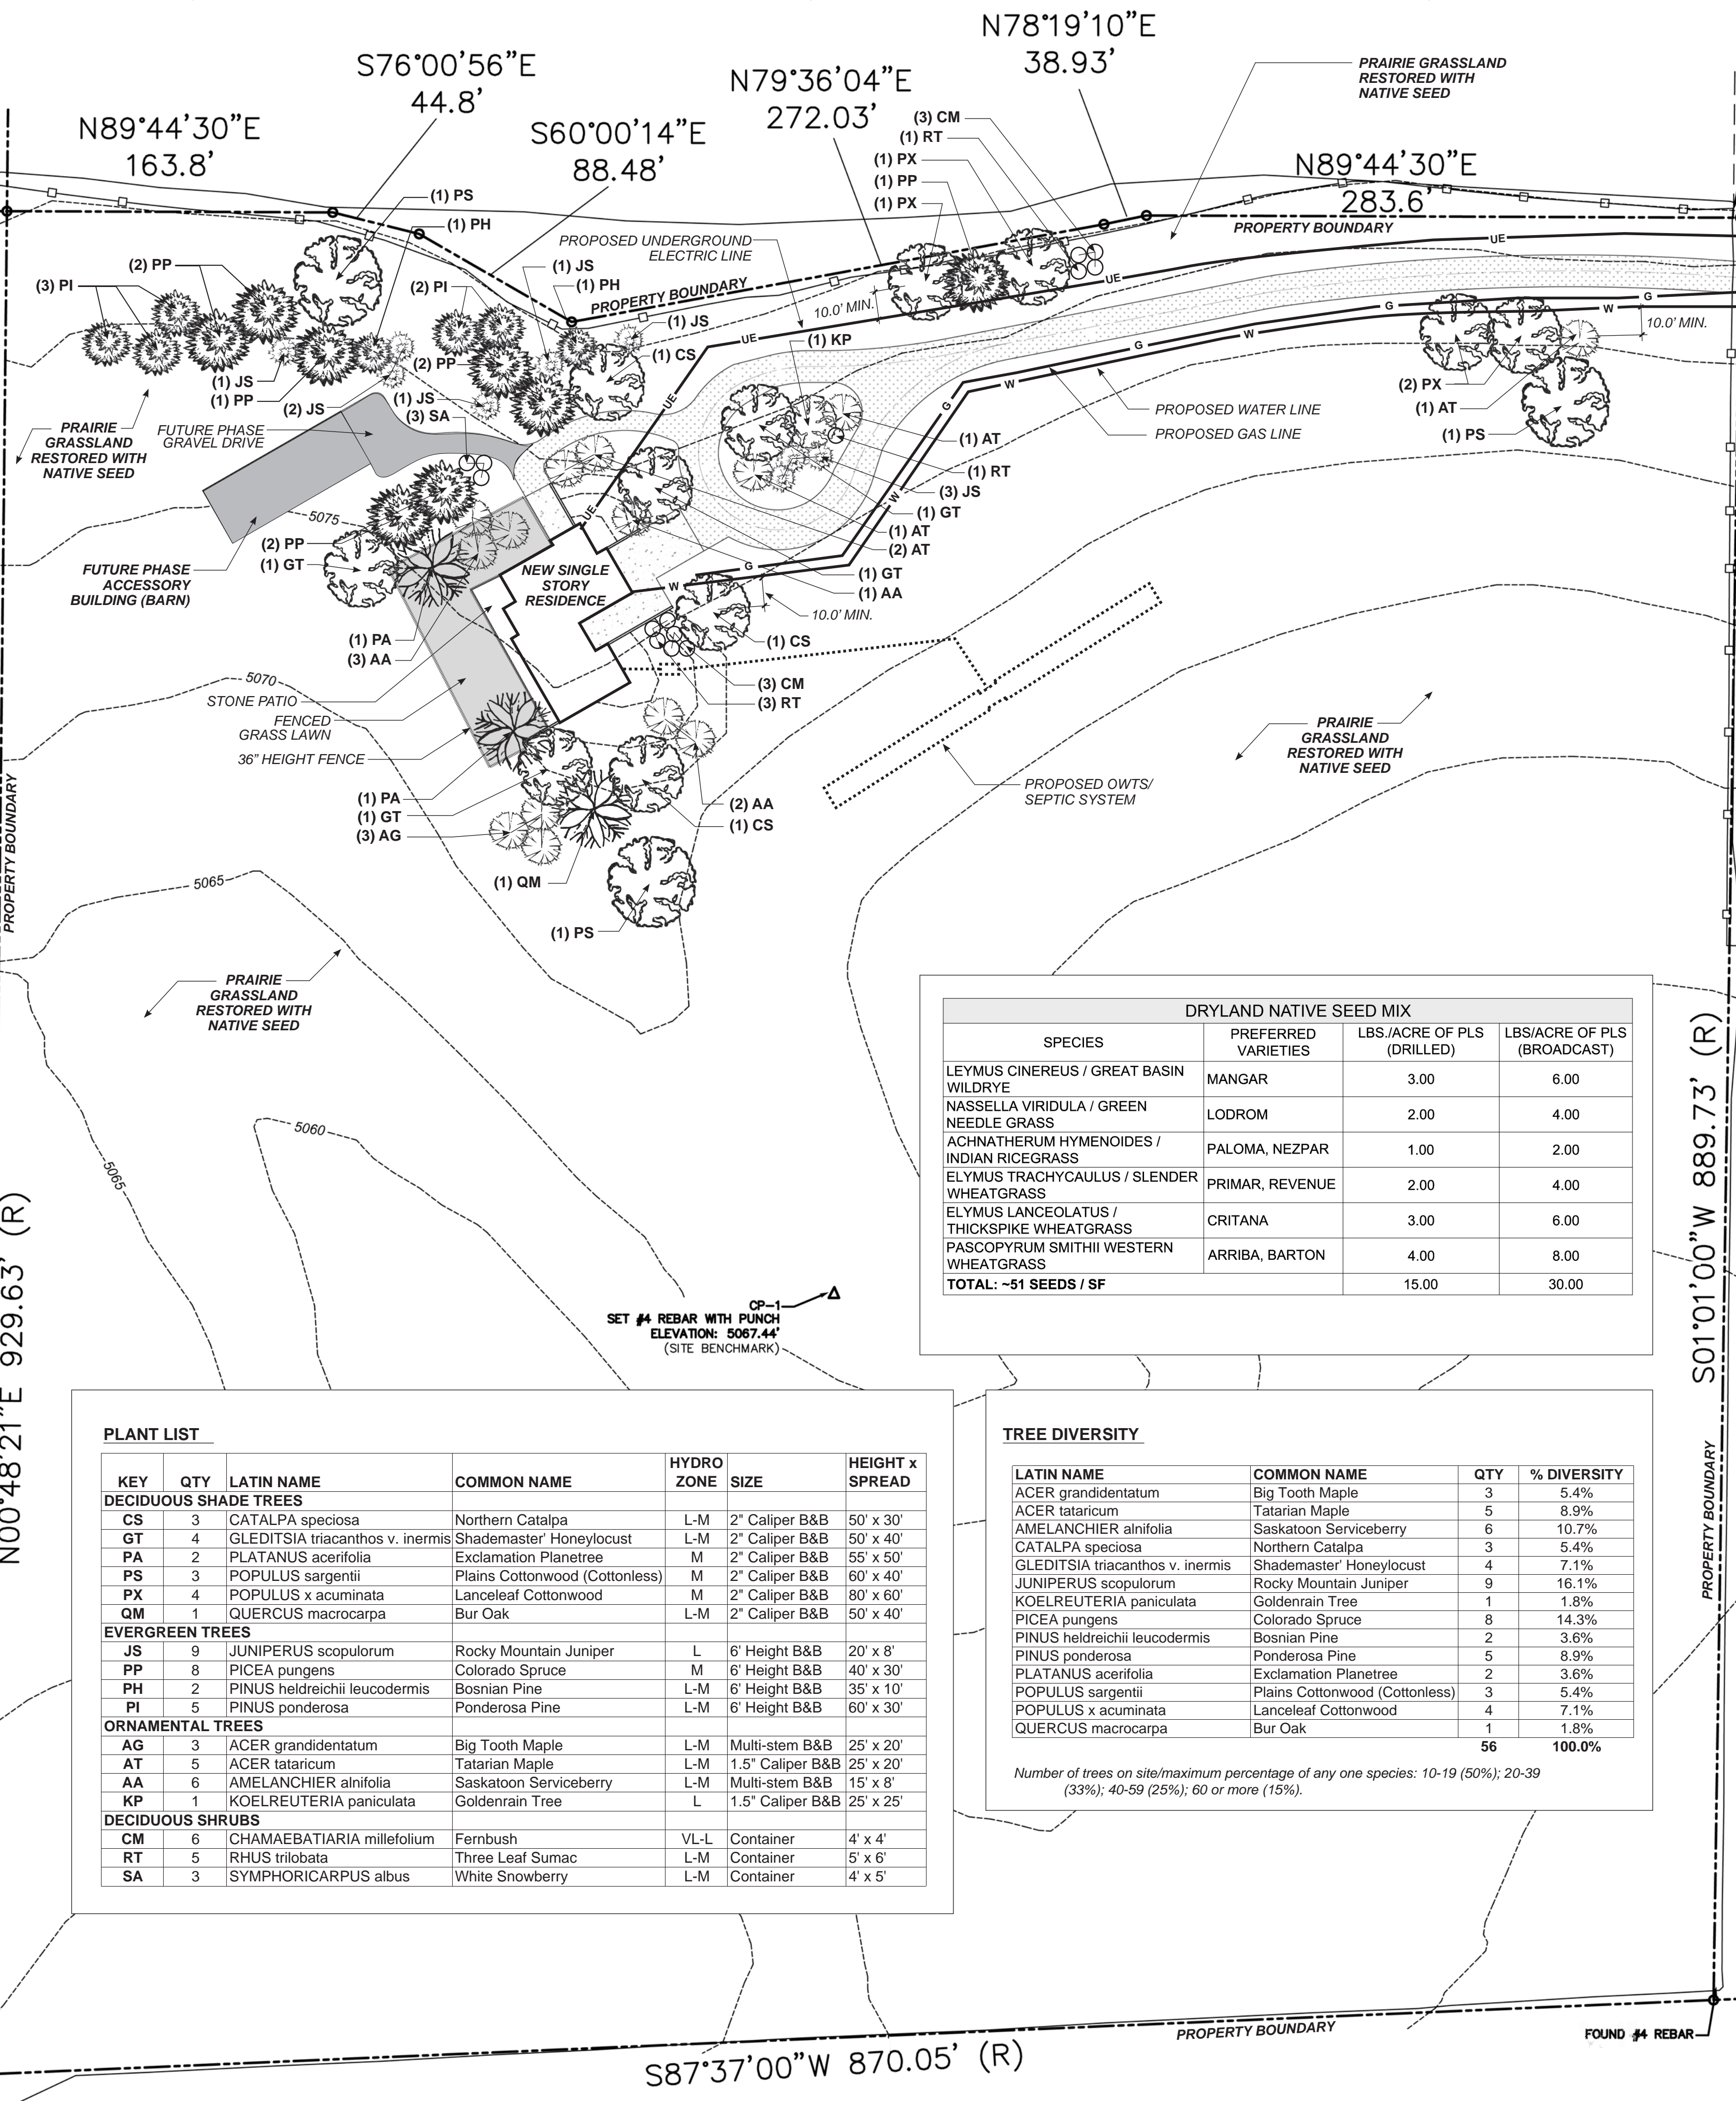 N78°19'10"E
38.93'
S76°00'56"E
44.8'
N79°36'04"E
272.03'
PRAIRIE GRASSLAND
RESTORED WITH
NATIVE SEED
N89°44'30"E
163.8'
S60°00'14"E
88.48'
(3) CM
(1) RT
(1) PX
(1) PP
(1) PX
N89°44'30"E
283.6'
PROPERTY BOUNDARY
(1) PS
(1) PH
PROPOSED UNDERGROUND
ELECTRIC LINE
UE
(2) PP
(3) PI
(2) PI
(1) JS
(1) PH
PROPERTY BOUNDARY
10.0' MIN.
UE
G
W
G
10.0' MIN.
(1) JS
(1) KP
UE
(1) CS
(2) PP
G
W
(1) JS
(1) PP
(2) JS
(1) JS
(3) SA
UE
W
G
(2) PX
(1) AT
(1) PS
PROPOSED WATER LINE
PROPOSED GAS LINE
PRAIRIE
GRASSLAND
RESTORED WITH
NATIVE SEED
FUTURE PHASE
GRAVEL DRIVE
(1) AT
(1) RT
(3) JS
(1) GT
(1) AT
(2) AT
(1) GT
(1) AA
W
UE
5075
(2) PP
(1) GT
FUTURE PHASE
ACCESSORY
BUILDING (BARN)
NEW SINGLE
STORY
RESIDENCE
W
G
10.0' MIN.
(1) PA
(3) AA
(1) CS
5070
STONE PATIO
FENCED
GRASS LAWN
36" HEIGHT FENCE
(3) CM
(3) RT
PRAIRIE
GRASSLAND
RESTORED WITH
NATIVE SEED
PROPERTY BOUNDARY
(1) PA
(1) GT
(3) AG
(2) AA
(1) CS
PROPOSED OWTS/
SEPTIC SYSTEM
5065
(1) QM
(1) PS
PRAIRIE
GRASSLAND
RESTORED WITH
NATIVE SEED
DRYLAND NATIVE SEED MIX
SPECIES PREFERRED VARIETIES LBS./ACRE OF PLS (DRILLED) LBS/ACRE OF PLS (BROADCAST)
LEYMUS CINEREUS / GREAT BASIN WILDRYE MANGAR 3.00 6.00
NASSELLA VIRIDULA / GREEN NEEDLE GRASS LODROM 2.00 4.00
ACHNATHERUM HYMENOIDES / INDIAN RICEGRASS PALOMA, NEZPAR 1.00 2.00
ELYMUS TRACHYCAULUS / SLENDER WHEATGRASS PRIMAR, REVENUE 2.00 4.00
ELYMUS LANCEOLATUS / THICKSPIKE WHEATGRASS CRITANA 3.00 6.00
PASCOPYRUM SMITHII WESTERN WHEATGRASS ARRIBA, BARTON 4.00 8.00
TOTAL: ~51 SEEDS / SF 15.00 30.00
5060
5065
N00°48'21"E 929.63' (R)
S01°01'00"W 889.73' (R)
CP-1
SET #4 REBAR WITH PUNCH
ELEVATION: 5067.44'
(SITE BENCHMARK)
PLANT LIST
KEY QTY LATIN NAME COMMON NAME HYDRO ZONE SIZE HEIGHT x SPREAD
DECIDUOUS SHADE TREES
CS 3 CATALPA speciosa Northern Catalpa L-M 2" Caliper B&B 50' x 30'
GT 4 GLEDITSIA triacanthos v. inermis Shademaster' Honeylocust L-M 2" Caliper B&B 50' x 40'
PA 2 PLATANUS acerifolia Exclamation Planetree M 2" Caliper B&B 55' x 50'
PS 3 POPULUS sargentii Plains Cottonwood (Cottonless) M 2" Caliper B&B 60' x 40'
PX 4 POPULUS x acuminata Lanceleaf Cottonwood M 2" Caliper B&B 80' x 60'
QM 1 QUERCUS macrocarpa Bur Oak L-M 2" Caliper B&B 50' x 40'
EVERGREEN TREES
JS 9 JUNIPERUS scopulorum Rocky Mountain Juniper L 6' Height B&B 20' x 8'
PP 8 PICEA pungens Colorado Spruce M 6' Height B&B 40' x 30'
PH 2 PINUS heldreichii leucodermis Bosnian Pine L-M 6' Height B&B 35' x 10'
PI 5 PINUS ponderosa Ponderosa Pine L-M 6' Height B&B 60' x 30'
ORNAMENTAL TREES
AG 3 ACER grandidentatum Big Tooth Maple L-M Multi-stem B&B 25' x 20'
AT 5 ACER tataricum Tatarian Maple L-M 1.5" Caliper B&B 25' x 20'
AA 6 AMELANCHIER alnifolia Saskatoon Serviceberry L-M Multi-stem B&B 15' x 8'
KP 1 KOELREUTERIA paniculata Goldenrain Tree L 1.5" Caliper B&B 25' x 25'
DECIDUOUS SHRUBS
CM 6 CHAMAEBATIARIA millefolium Fernbush VL-L Container 4' x 4'
RT 5 RHUS trilobata Three Leaf Sumac L-M Container 5' x 6'
SA 3 SYMPHORICARPUS albus White Snowberry L-M Container 4' x 5'
TREE DIVERSITY
LATIN NAME COMMON NAME QTY % DIVERSITY
ACER grandidentatum Big Tooth Maple 3 5.4%
ACER tataricum Tatarian Maple 5 8.9%
AMELANCHIER alnifolia Saskatoon Serviceberry 6 10.7%
CATALPA speciosa Northern Catalpa 3 5.4%
GLEDITSIA triacanthos v. inermis Shademaster' Honeylocust 4 7.1%
JUNIPERUS scopulorum Rocky Mountain Juniper 9 16.1%
KOELREUTERIA paniculata Goldenrain Tree 1 1.8%
PICEA pungens Colorado Spruce 8 14.3%
PINUS heldreichii leucodermis Bosnian Pine 2 3.6%
PINUS ponderosa Ponderosa Pine 5 8.9%
PLATANUS acerifolia Exclamation Planetree 2 3.6%
POPULUS sargentii Plains Cottonwood (Cottonless) 3 5.4%
POPULUS x acuminata Lanceleaf Cottonwood 4 7.1%
QUERCUS macrocarpa Bur Oak 1 1.8%
56 100.0%
Number of trees on site/maximum percentage of any one species: 10-19 (50%); 20-39
(33%); 40-59 (25%); 60 or more (15%).
PROPERTY BOUNDARY
PROPERTY BOUNDARY
FOUND #4 REBAR
S87°37'00"W 870.05' (R)